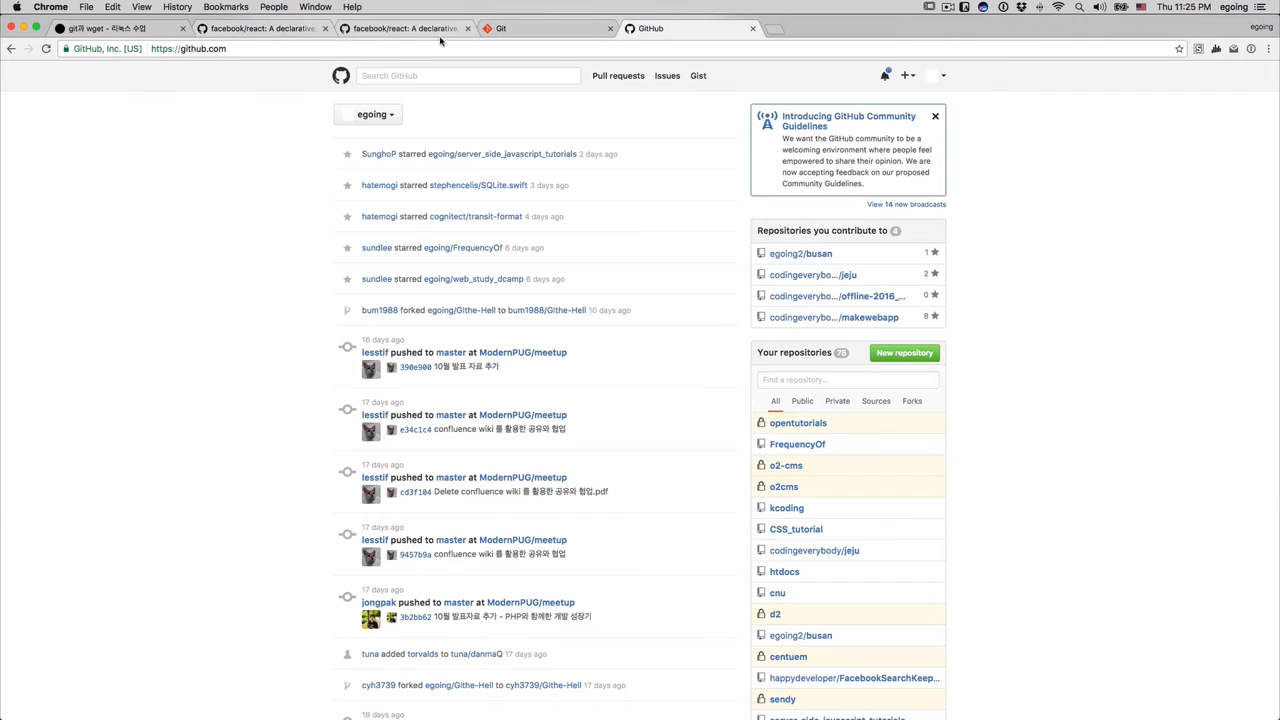 Chrome File Edit View History Bookmarks People Window Help
Thu 11:25 PM egoing
git과 wget - 리눅스 수업
facebook/react: A declarative,
facebook/react: A declarative,
Git
GitHub
egoing
GitHub, Inc. [US] https://github.com
Search GitHub
Pull requests Issues Gist
egoing
SunghoP starred egoing/server_side_javascript_tutorials 2 days ago
hatemogi starred stephencelis/SQLite.swift 3 days ago
hatemogi starred cognitect/transit-format 4 days ago
sundlee starred egoing/FrequencyOf 6 days ago
sundlee starred egoing/web_study_dcamp 6 days ago
bum1988 forked egoing/GIthe-Hell to bum1988/GIthe-Hell 10 days ago
16 days ago
lesstif pushed to master at ModernPUG/meetup
390e900 10월 발표 자료 추가
17 days ago
lesstif pushed to master at ModernPUG/meetup
e34c1c4 confluence wiki 를 활용한 공유와 협업
17 days ago
lesstif pushed to master at ModernPUG/meetup
cd3f104 Delete confluence wiki 를 활용한 공유와 협업.pdf
17 days ago
lesstif pushed to master at ModernPUG/meetup
9457b9a confluence wiki 를 활용한 공유와 협업
17 days ago
jongpak pushed to master at ModernPUG/meetup
3b2bb62 10월 발표자료 추가 - PHP와 함께한 개발 성장기
tuna added torvalds to tuna/danmaQ 17 days ago
cyh3739 forked egoing/GIthe-Hell to cyh3739/GIthe-Hell 17 days ago
19 days ago
Introducing GitHub Community
Guidelines
We want the GitHub community to be a
welcoming environment where people feel
empowered to share their opinion. We are
now accepting feedback on our proposed
Community Guidelines.
View 14 new broadcasts
Repositories you contribute to 4
egoing2/busan 1
codingeverybo.../jeju 2
codingeverybo.../offline-2016_... 0
codingeverybo.../makewebapp 8
Your repositories 75 New repository
Find a repository...
All Public Private Sources Forks
opentutorials
FrequencyOf
o2-cms
o2cms
kcoding
CSS_tutorial
codingeverybody/jeju
htdocs
cnu
d2
egoing2/busan
centuem
happydeveloper/FacebookSearchKeep...
sendy
server_side_javascript_tutorials